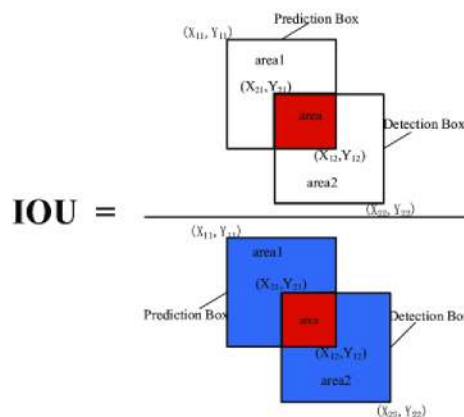 Prediction Box
(X₁₁, Y₁₁)
area1
(X₂₁,Y₂₁)
area
Detection Box
(X₁₂,Y₁₂)
area2
(X₂₂, Y₂₂)
IOU =
(X₁₁, Y₁₁)
area1
(X₂₁,Y₂₁)
Prediction Box
area
Detection Box
(X₁₂,Y₁₂)
area2
(X₂₂, Y₂₂)